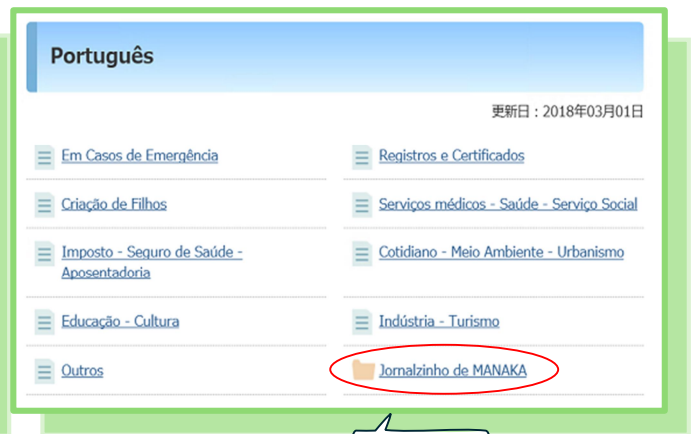 Português
更新日：2018年03月01日
Em Casos de Emergência
Registros e Certificados
Criação de Filhos
Serviços médicos - Saúde - Serviço Social
Imposto - Seguro de Saúde -
Aposentadoria
Cotidiano - Meio Ambiente - Urbanismo
Educação - Cultura
Indústria - Turismo
Outros
Jornalzinho de MANAKA